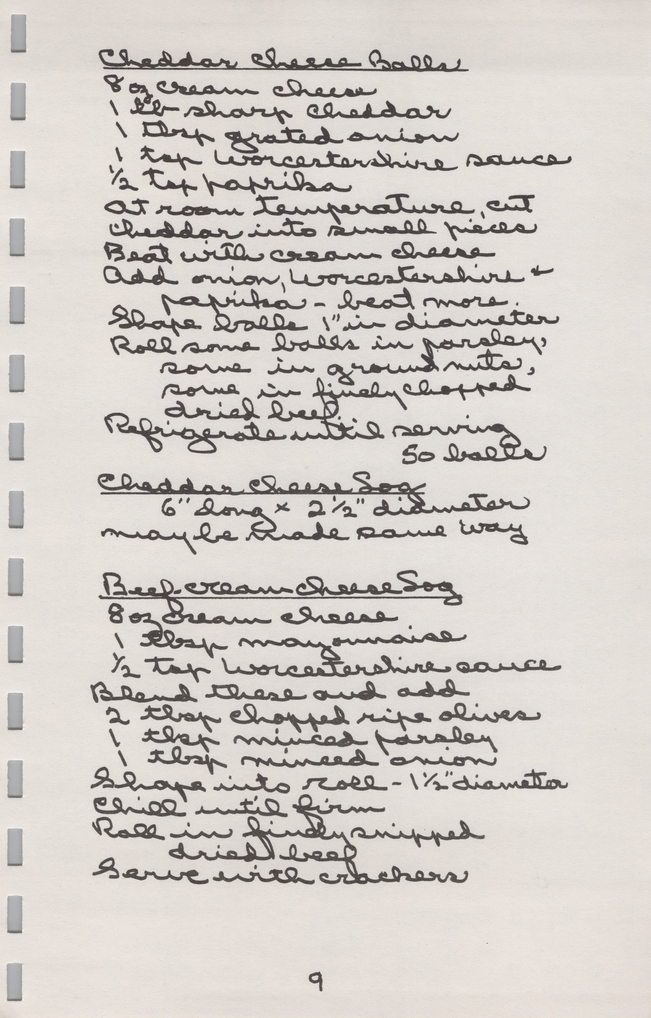 Cheddar Cheese Balls
8 oz cream cheese
1 lb sharp cheddar
1 tbsp grated onion
1 tsp Worcestershire sauce
½ tsp paprika
At room temperature, cut
cheddar into small pieces
Beat with cream cheese
Add onion, Worcestershire +
paprika - beat more.
Shape balls 1" in diameter
Roll some balls in parsley,
some in ground nuts,
some in finely chopped
dried beef
Refrigerate until serving
50 balls
Cheddar Cheese Log
6" long x 2½" diameter
may be made same way
Beef-cream cheese Log
8 oz cream cheese
1 tbsp mayonnaise
½ tsp Worcestershire sauce
Blend these and add
2 tbsp chopped ripe olives
1 tbsp minced parsley
1 tbsp minced onion
Shape into roll - 1½" diameter
Chill until firm
Roll in finely snipped
dried beef
Serve with crackers
9